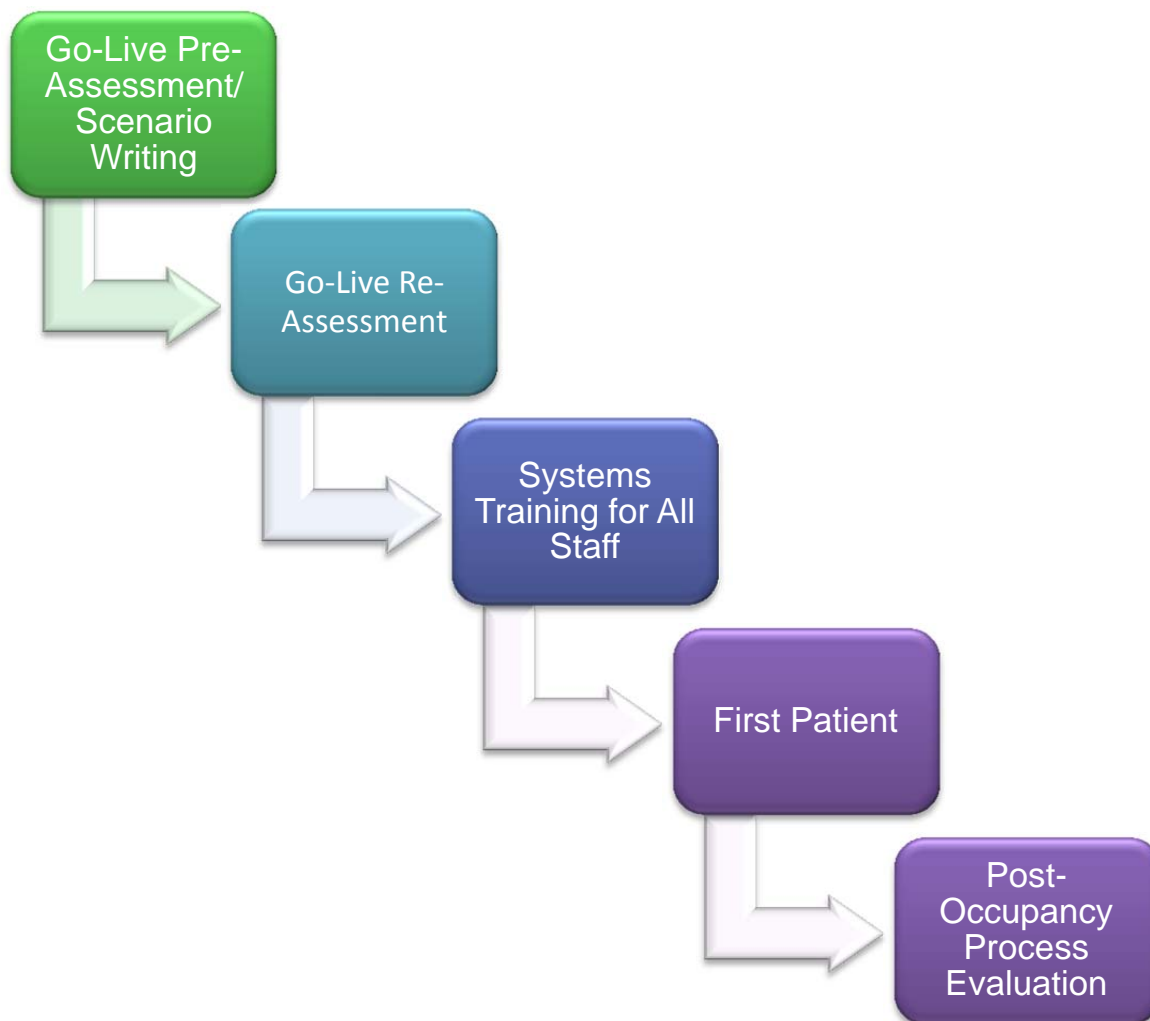 Go-Live Pre-
Assessment/
Scenario
Writing
Go-Live Re-
Assessment
Systems
Training for All
Staff
First Patient
Post-
Occupancy
Process
Evaluation